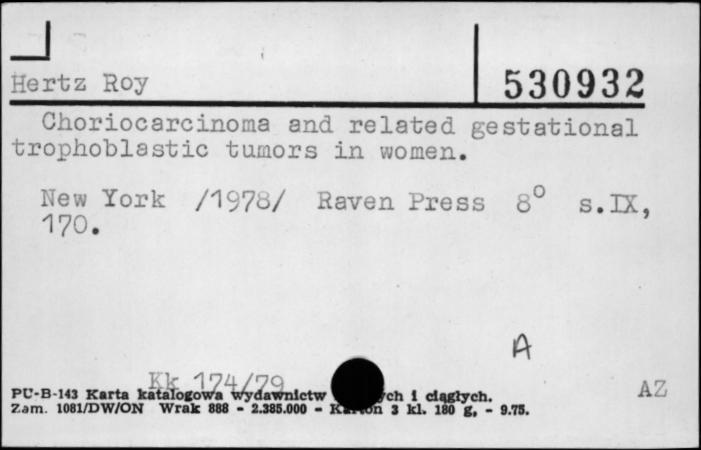 Hertz Roy
530932
Choriocarcinoma and related gestational
trophoblastic tumors in women.
New York /1978/ Raven Press 8° s.IX,
170.
A
Kk 174/79
AZ
PU-B-143 Karta katalogowa wydawnictw ych i ciągłych.
Zam. 1081/DW/ON Wrak 888 - 2.385.000 - Karton 3 kl. 180 g, - 9.75.